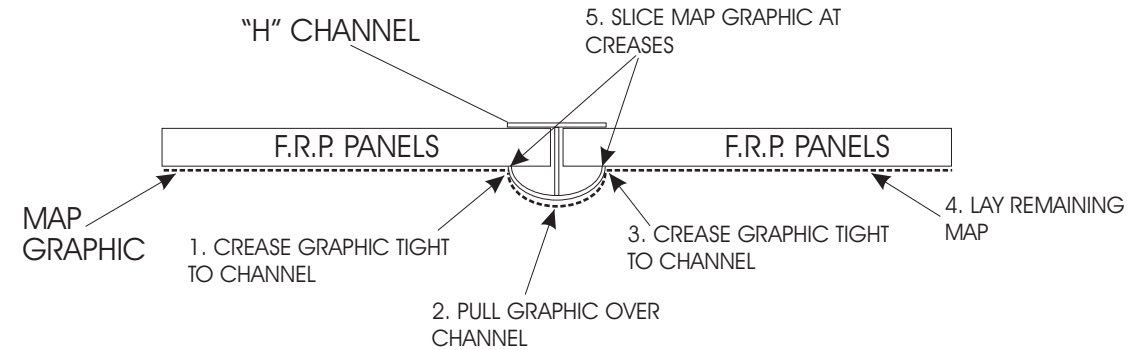 “H” CHANNEL
5. SLICE MAP GRAPHIC AT
CREASES
F.R.P. PANELS
F.R.P. PANELS
MAP
GRAPHIC
1. CREASE GRAPHIC TIGHT
TO CHANNEL
2. PULL GRAPHIC OVER
CHANNEL
3. CREASE GRAPHIC TIGHT
TO CHANNEL
4. LAY REMAINING
MAP